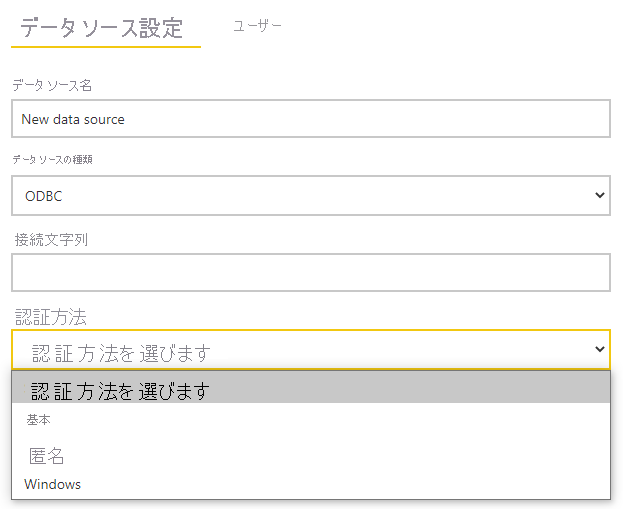 データ ソース設定 ユーザー
データ ソース名
New data source
データ ソースの種類
ODBC
接続文字列
認証方法
認証方法を選びます
認証方法を選びます
基本
匿名
Windows